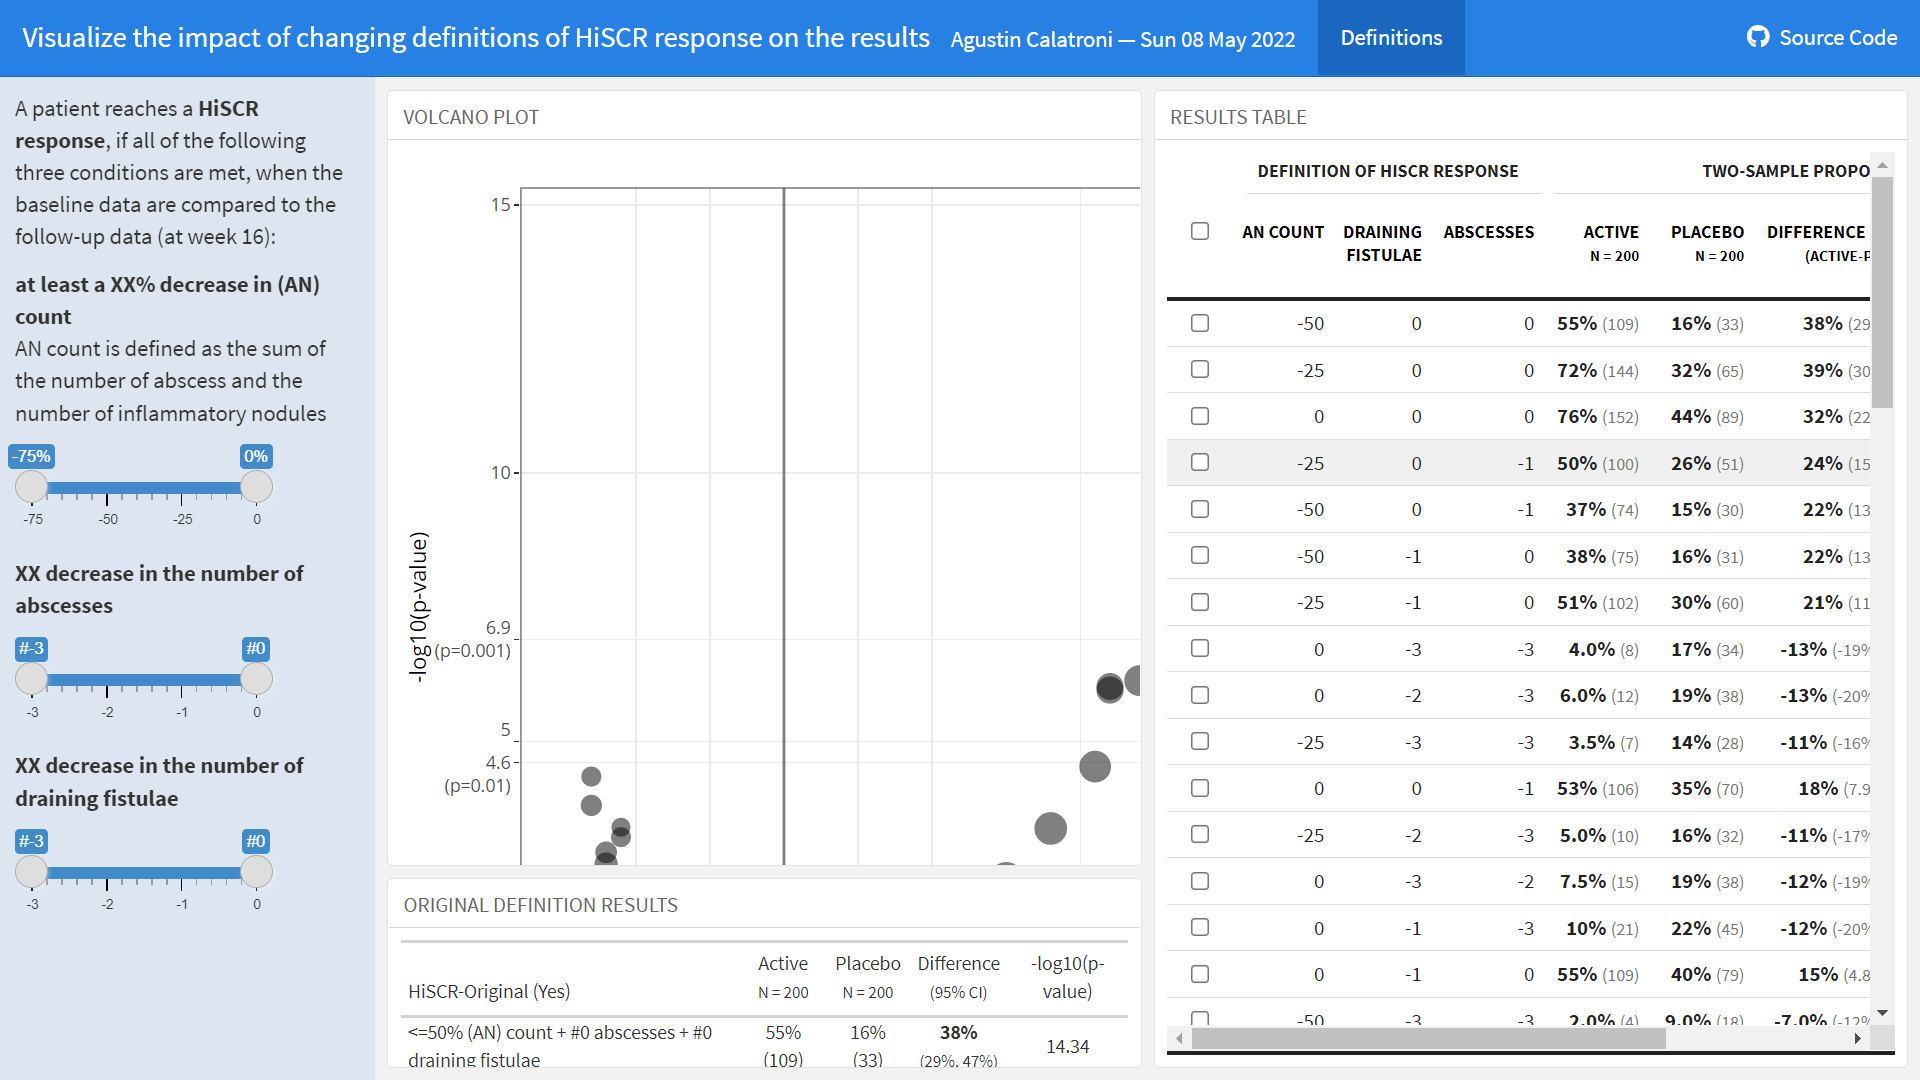 Visualize the impact of changing definitions of HiSCR response on the results Agustin Calatroni — Sun 08 May 2022 Definitions Source Code
A patient reaches a HiSCR
response, if all of the following
three conditions are met, when the
baseline data are compared to the
follow-up data (at week 16):
at least a XX% decrease in (AN)
count
AN count is defined as the sum of
the number of abscess and the
number of inflammatory nodules
-75% 0%
-75 -50 -25 0
XX decrease in the number of
abscesses
#-3 #0
-3 -2 -1 0
XX decrease in the number of
draining fistulae
#-3 #0
-3 -2 -1 0
VOLCANO PLOT
15
10
6.9
(p=0.001)
5
4.6
(p=0.01)
-log10(p-value)
ORIGINAL DEFINITION RESULTS
Active Placebo Difference -log10(p-
HiSCR-Original (Yes) N = 200 N = 200 (95% CI) value)
<=50% (AN) count + #0 abscesses + #0 55% 16% 38% 14.34
draining fistulae (109) (33) (29%, 47%)
RESULTS TABLE
DEFINITION OF HISCR RESPONSE TWO-SAMPLE PROPO
AN COUNT DRAINING ABSCESSES ACTIVE PLACEBO DIFFERENCE
FISTULAE N = 200 N = 200 (ACTIVE-P
-50 0 0 55% (109) 16% (33) 38% (29
-25 0 0 72% (144) 32% (65) 39% (30
0 0 0 76% (152) 44% (89) 32% (22
-25 0 -1 50% (100) 26% (51) 24% (15
-50 0 -1 37% (74) 15% (30) 22% (13
-50 -1 0 38% (75) 16% (31) 22% (13
-25 -1 0 51% (102) 30% (60) 21% (11
0 -3 -3 4.0% (8) 17% (34) -13% (-19%
0 -2 -3 6.0% (12) 19% (38) -13% (-20%
-25 -3 -3 3.5% (7) 14% (28) -11% (-16%
0 0 -1 53% (106) 35% (70) 18% (7.9
-25 -2 -3 5.0% (10) 16% (32) -11% (-17%
0 -3 -2 7.5% (15) 19% (38) -12% (-19%
0 -1 -3 10% (21) 22% (45) -12% (-20%
0 -1 0 55% (109) 40% (79) 15% (4.8
-50 -3 -3 2.0% (4) 9.0% (18) -7.0% (-12%